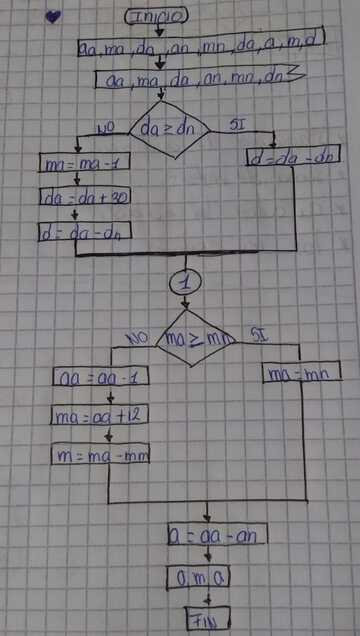 INICIO
aa, ma, da, an, mn, da, a, m, d
aa, ma, da, an, mn, dn
da ≥ dn
NO
SI
ma = ma - 1
d = da - dn
da = da + 30
d = da - dn
1
ma ≥ mn
NO
SI
aa = aa - 1
ma = mn
ma = aa + 12
m = ma - mm
a = aa - an
a, m, a
FIN